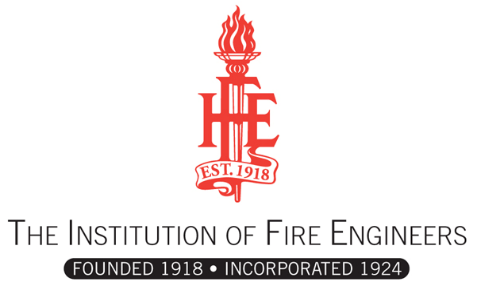 IFE
EST. 1918
THE INSTITUTION OF FIRE ENGINEERS
FOUNDED 1918 • INCORPORATED 1924